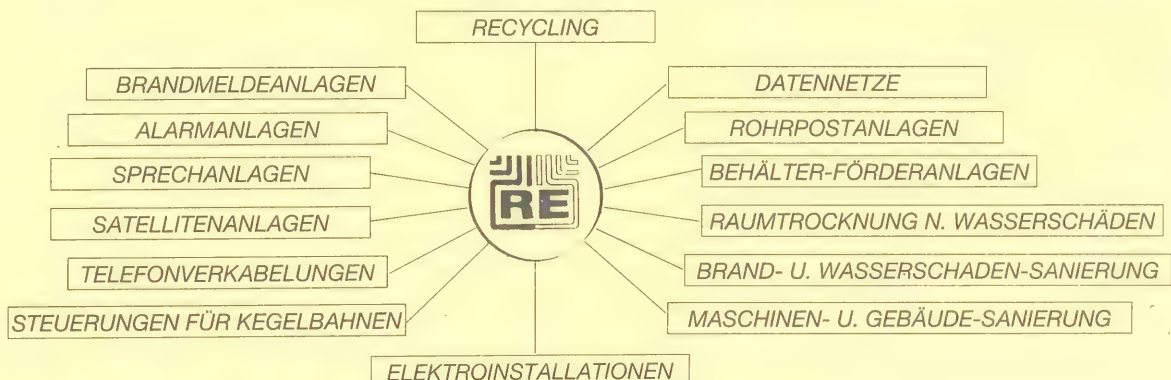 RECYCLING
BRANDMELDEANLAGEN
ALARMANLAGEN
SPRECHANLAGEN
SATELLITENANLAGEN
TELEFONVERKABELUNGEN
STEUERUNGEN FÜR KEGELBAHNEN
RE
DATENNETZE
ROHRPOSTANLAGEN
BEHÄLTER-FÖRDERANLAGEN
RAUMTROCKNUNG N. WASSERSCHÄDEN
BRAND- U. WASSERSCHADEN-SANIERUNG
MASCHINEN- U. GEBÄUDE-SANIERUNG
ELEKTROINSTALLATIONEN